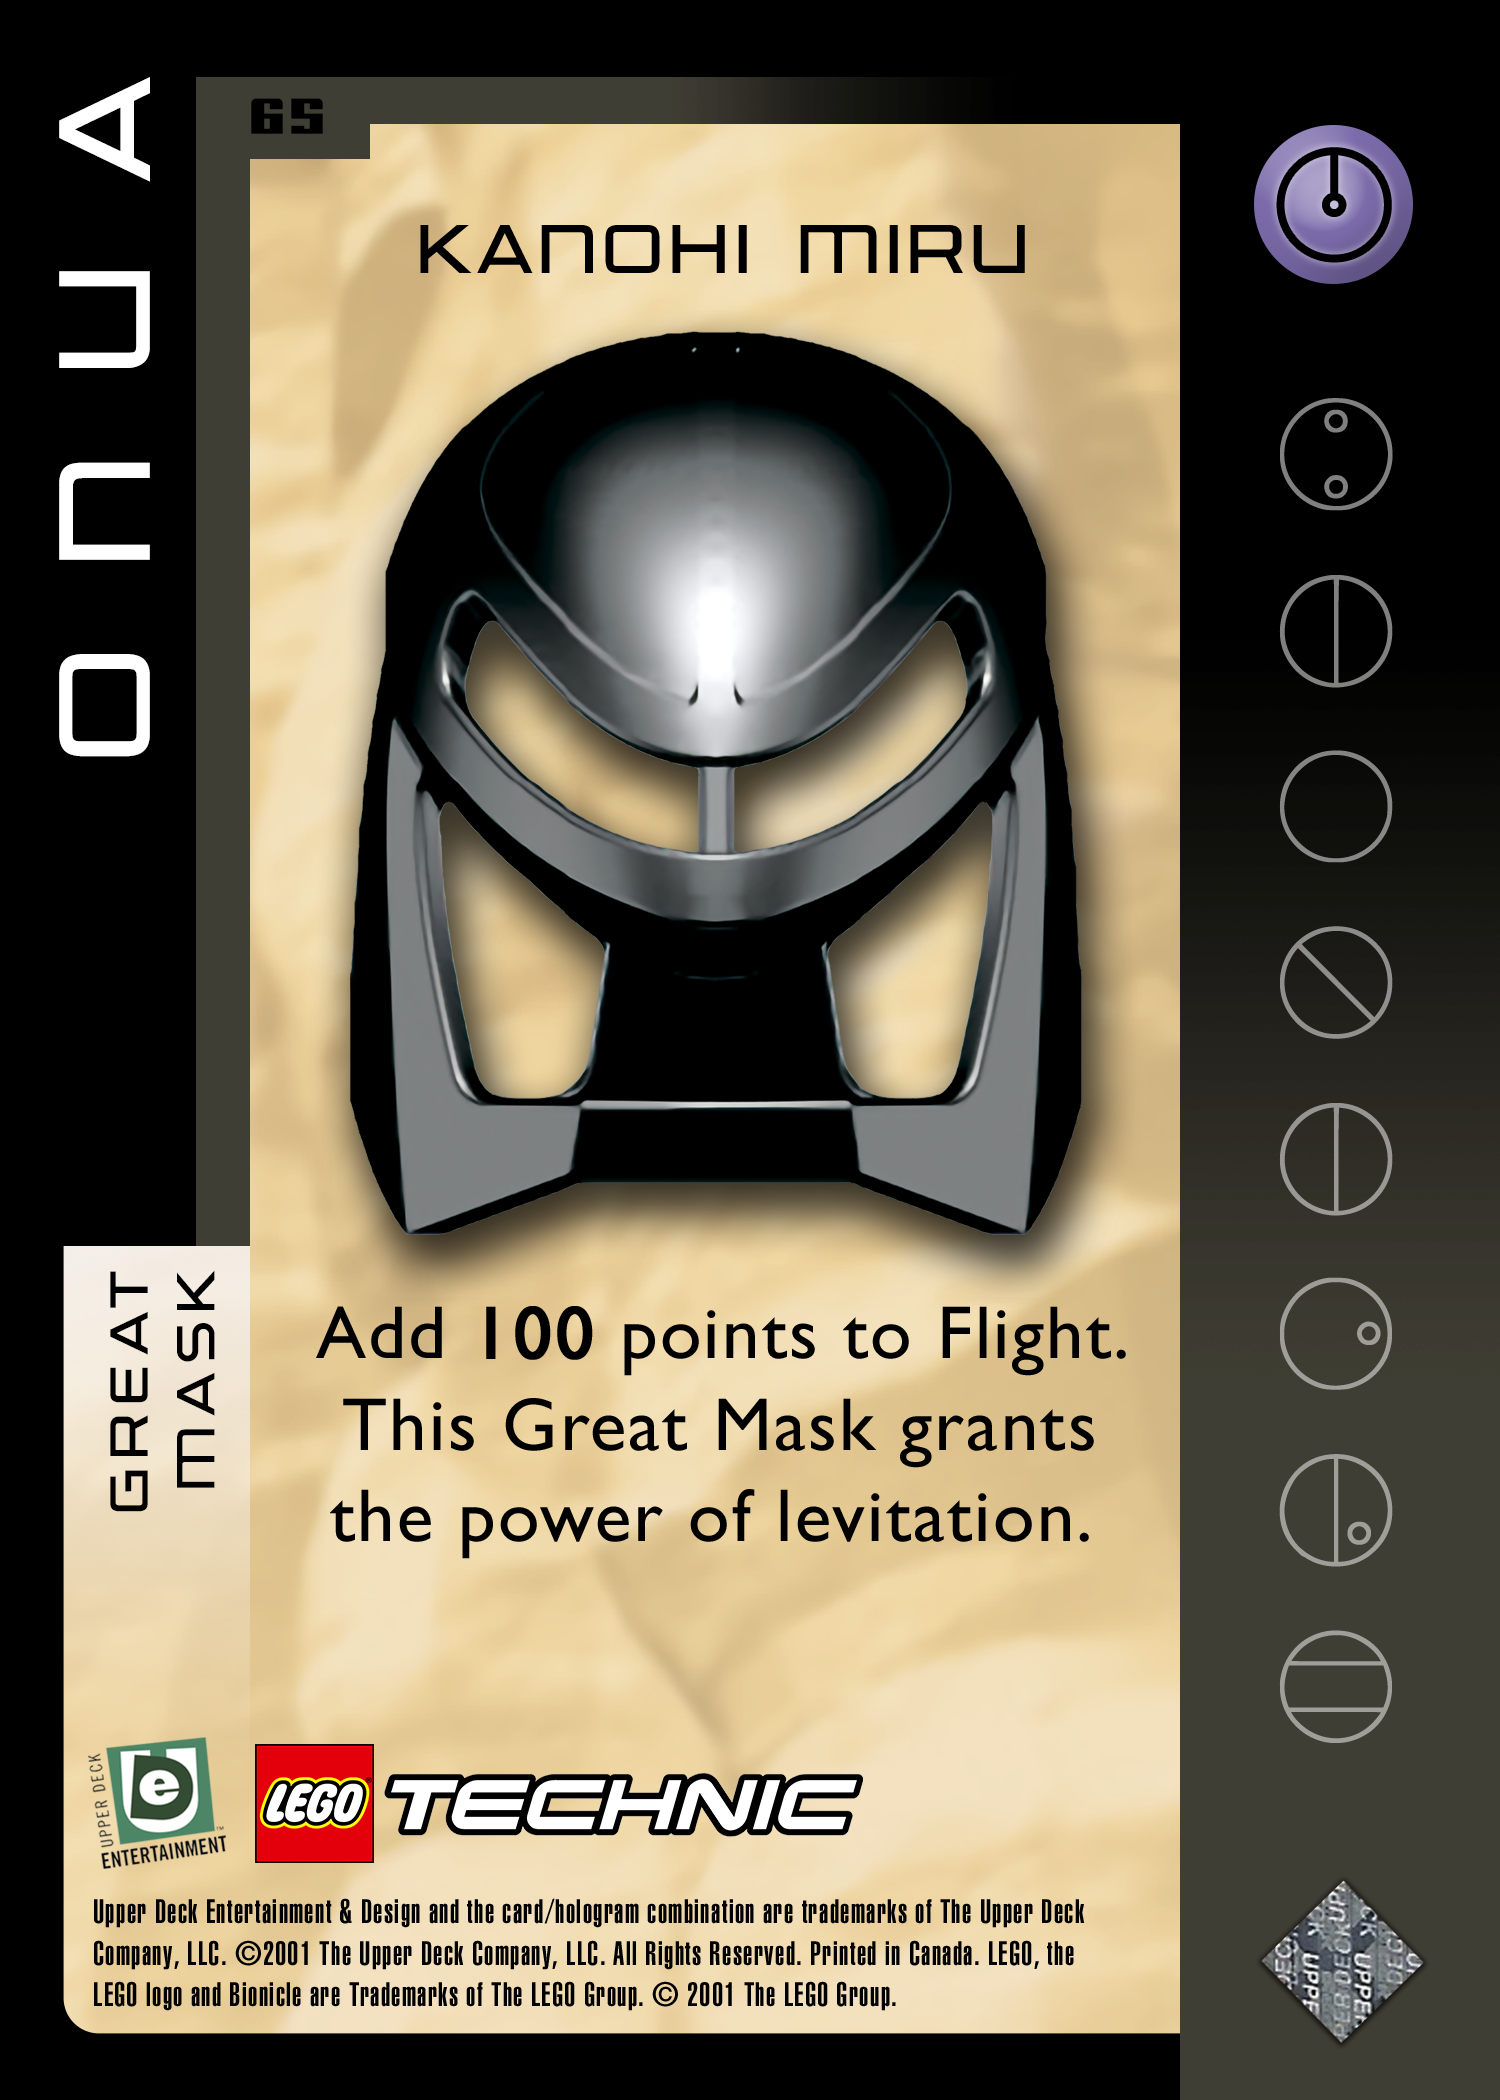 ONUA
65
KANOHI MIRU
Add 100 points to Flight.
This Great Mask grants
the power of levitation.
GREAT
MASK
UPPER DECK
ENTERTAINMENT
LEGO TECHNIC
Upper Deck Entertainment & Design and the card/hologram combination are trademarks of The Upper Deck
Company, LLC. ©2001 The Upper Deck Company, LLC. All Rights Reserved. Printed in Canada. LEGO, the
LEGO logo and Bionicle are Trademarks of The LEGO Group. © 2001 The LEGO Group.